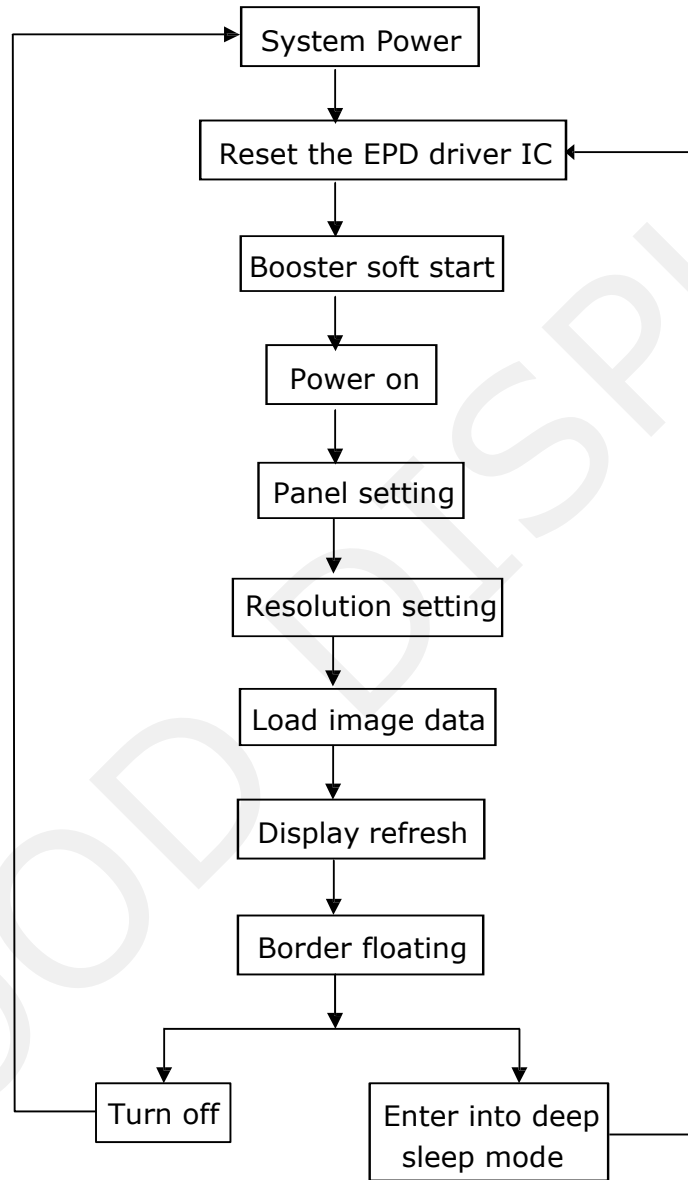 System Power
Reset the EPD driver IC
Booster soft start
Power on
Panel setting
Resolution setting
Load image data
Display refresh
Border floating
Turn off
Enter into deep
sleep mode